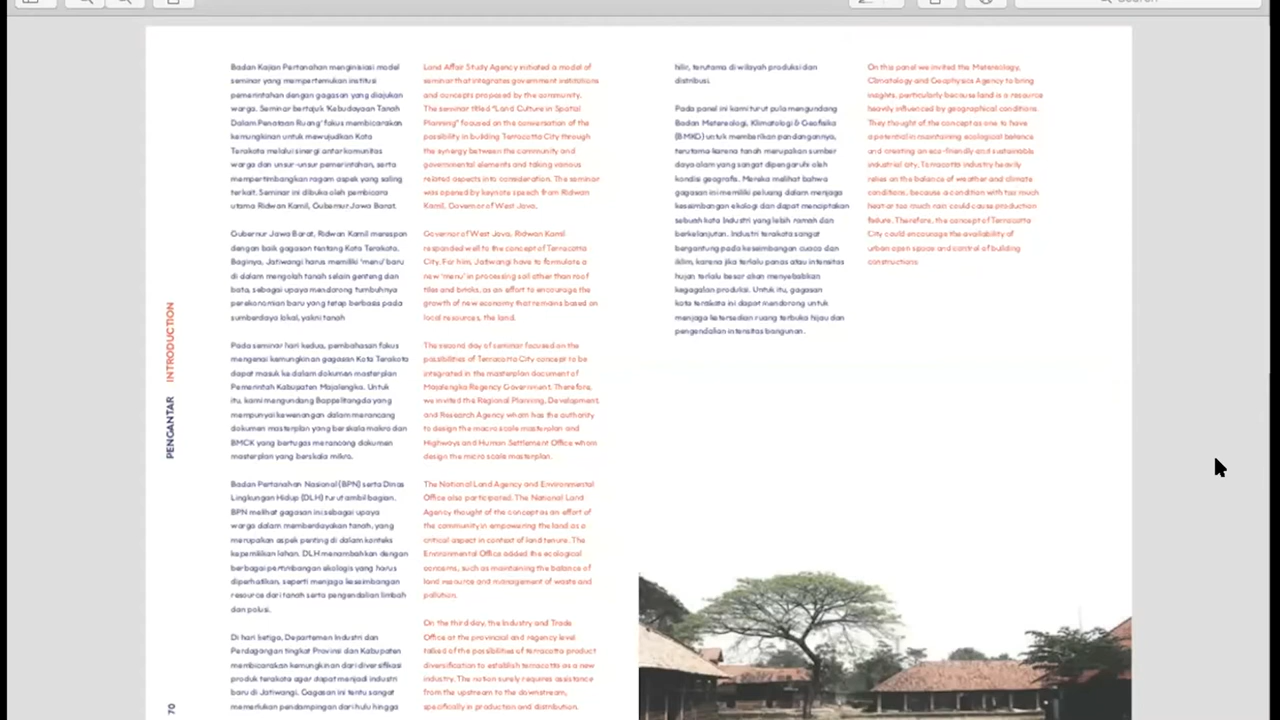 Search
Badan Kajian Pertanahan menginisiasi model
seminar yang mempertemukan institusi
pemerintahan dengan gagasan yang diajukan
warga. Seminar bertajuk 'Kebudayaan Tanah
Dalam Penataan Ruang' fokus membicarakan
kemungkinan untuk mewujudkan Kota
Terakota melalui sinergi antar komunitas
warga dan unsur-unsur pemerintahan, serta
mempertimbangkan ragam aspek yang saling
terkait. Seminar ini dibuka oleh pembicara
utama Ridwan Kamil, Gubernur Jawa Barat.
Gubernur Jawa Barat, Ridwan Kamil merespon
dengan baik gagasan tentang Kota Terakota.
Baginya, Jatiwangi harus memiliki 'menu' baru
di dalam mengolah tanah selain genteng dan
bata, sebagai upaya mendorong tumbuhnya
perekonomian baru yang tetap berbasis pada
sumberdaya lokal, yakni tanah
Pada seminar hari kedua, pembahasan fokus
mengenai kemungkinan gagasan Kota Terakota
dapat masuk ke dalam dokumen masterplan
Pemerintah Kabupaten Majalengka. Untuk
itu, kami mengundang Bappelitangda yang
mempunyai kewenangan dalam merancang
dokumen masterplan yang berskala makro dan
BMCK yang bertugas merancang dokumen
masterplan yang berskala mikro.
Badan Pertanahan Nasional (BPN) serta Dinas
Lingkungan Hidup (DLH) turut ambil bagian.
BPN melihat gagasan ini sebagai upaya
warga dalam memberdayakan tanah, yang
merupakan aspek penting di dalam konteks
kepemilikan lahan. DLH menambahkan dengan
berbagai pertimbangan ekologis yang harus
diperhatikan, seperti menjaga keseimbangan
resource dari tanah serta pengendalian limbah
dan polusi.
Di hari ketiga, Departemen Industri dan
Perdagangan tingkat Provinsi dan Kabupaten
membicarakan kemungkinan dari diversifikasi
produk terakota agar dapat menjadi industri
baru di Jatiwangi. Gagasan ini tentu sangat
memerlukan pendampingan dari hulu hingga
Land Affair Study Agency initiated a model of
seminar that integrates government institutions
and concepts proposed by the community.
The seminar titled "Land Culture in Spatial
Planning" focused on the conversation of the
possibility in building Terracotta City through
the synergy between the community and
governmental elements and taking various
related aspects into consideration. The seminar
was opened by keynote speech from Ridwan
Kamil, Governor of West Java.
Governor of West Java, Ridwan Kamil
responded well to the concept of Terracotta
City. For him, Jatiwangi have to formulate a
new 'menu' in processing soil other than roof
tiles and bricks, as an effort to encourage the
growth of new economy that remains based on
local resources, the land.
The second day of seminar focused on the
possibilities of Terracotta City concept to be
integrated in the masterplan document of
Majalengka Regency Government. Therefore,
we invited the Regional Planning, Development,
and Research Agency whom has the authority
to design the macro scale masterplan and
Highways and Human Settlement Office whom
design the micro scale masterplan.
The National Land Agency and Environmental
Office also participated. The National Land
Agency thought of the concept as an effort of
the community in empowering the land as a
critical aspect in context of land tenure. The
Environmental Office added the ecological
concerns, such as maintaining the balance of
land resource and management of waste and
pollution.
On the third day, the Industry and Trade
Office at the provincial and regency level
talked of the possibilities of terracotta product
diversification to establish terracotta as a new
industry. The notion surely requires assistance
from the upstream to the downstream,
specifically in production and distribution.
hilir, terutama di wilayah produksi dan
distribusi.
Pada panel ini kami turut pula mengundang
Badan Metereologi, Klimatologi & Geofisika
(BMKG) untuk memberikan pandangannya,
terutama karena tanah merupakan sumber
daya alam yang sangat dipengaruhi oleh
kondisi geografis. Mereka melihat bahwa
gagasan ini memiliki peluang dalam menjaga
keseimbangan ekologi dan dapat menciptakan
sebuah kota Industri yang lebih ramah dan
berkelanjutan. Industri terakota sangat
bergantung pada keseimbangan cuaca dan
iklim, karena jika terlalu panas atau intensitas
hujan terlalu besar akan menyebabkan
kegagalan produksi. Untuk itu, gagasan
kota terakota ini dapat mendorong untuk
menjaga ketersedian ruang terbuka hijau dan
pengendalian intensitas bangunan.
On this panel we invited the Metereology,
Climatology and Geophysics Agency to bring
insights, particularly because land is a resource
heavily influenced by geographical conditions.
They thought of the concept as one to have
a potential in maintaining ecological balance
and creating an eco-friendly and sustainable
industrial city. Terracotta industry heavily
relies on the balance of weather and climate
conditions, because a condition with too much
heat or too much rain could cause production
failure. Therefore, the concept of Terracotta
City could encourage the availability of
urban open space and control of building
constructions.
PENGANTAR INTRODUCTION
70